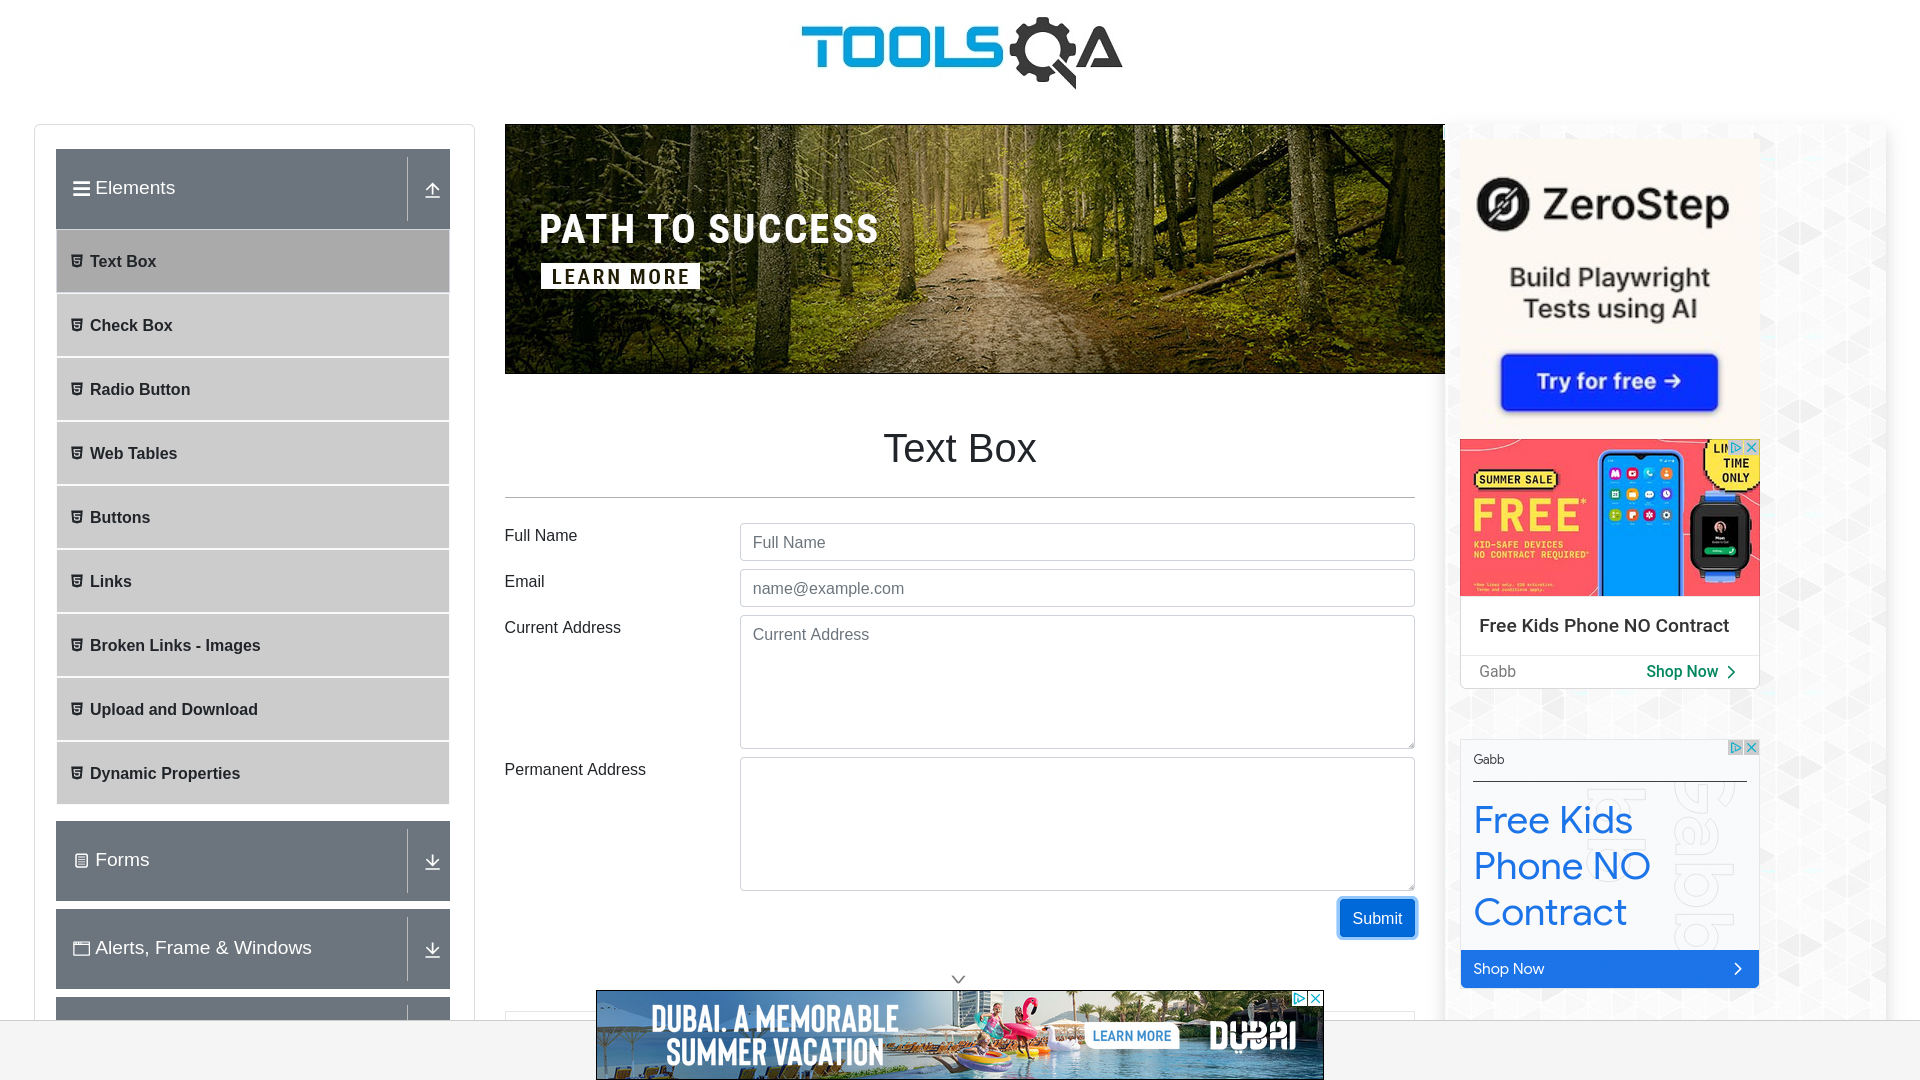 TOOLSQA
Elements
Text Box
Check Box
Radio Button
Web Tables
Buttons
Links
Broken Links - Images
Upload and Download
Dynamic Properties
Forms
Alerts, Frame & Windows
PATH TO SUCCESS
LEARN MORE
Text Box
Full Name
Full Name
Email
name@example.com
Current Address
Current Address
Permanent Address
Submit
ZeroStep
Build Playwright
Tests using AI
Try for free →
TIME
ONLY
SUMMER SALE
FREE*
KID-SAFE DEVICES
NO CONTRACT REQUIRED*
Free Kids Phone NO Contract
Gabb
Shop Now
Gabb
Free Kids
Phone NO
Contract
Shop Now
DUBAI. A MEMORABLE
SUMMER VACATION
LEARN MORE
DUBAI